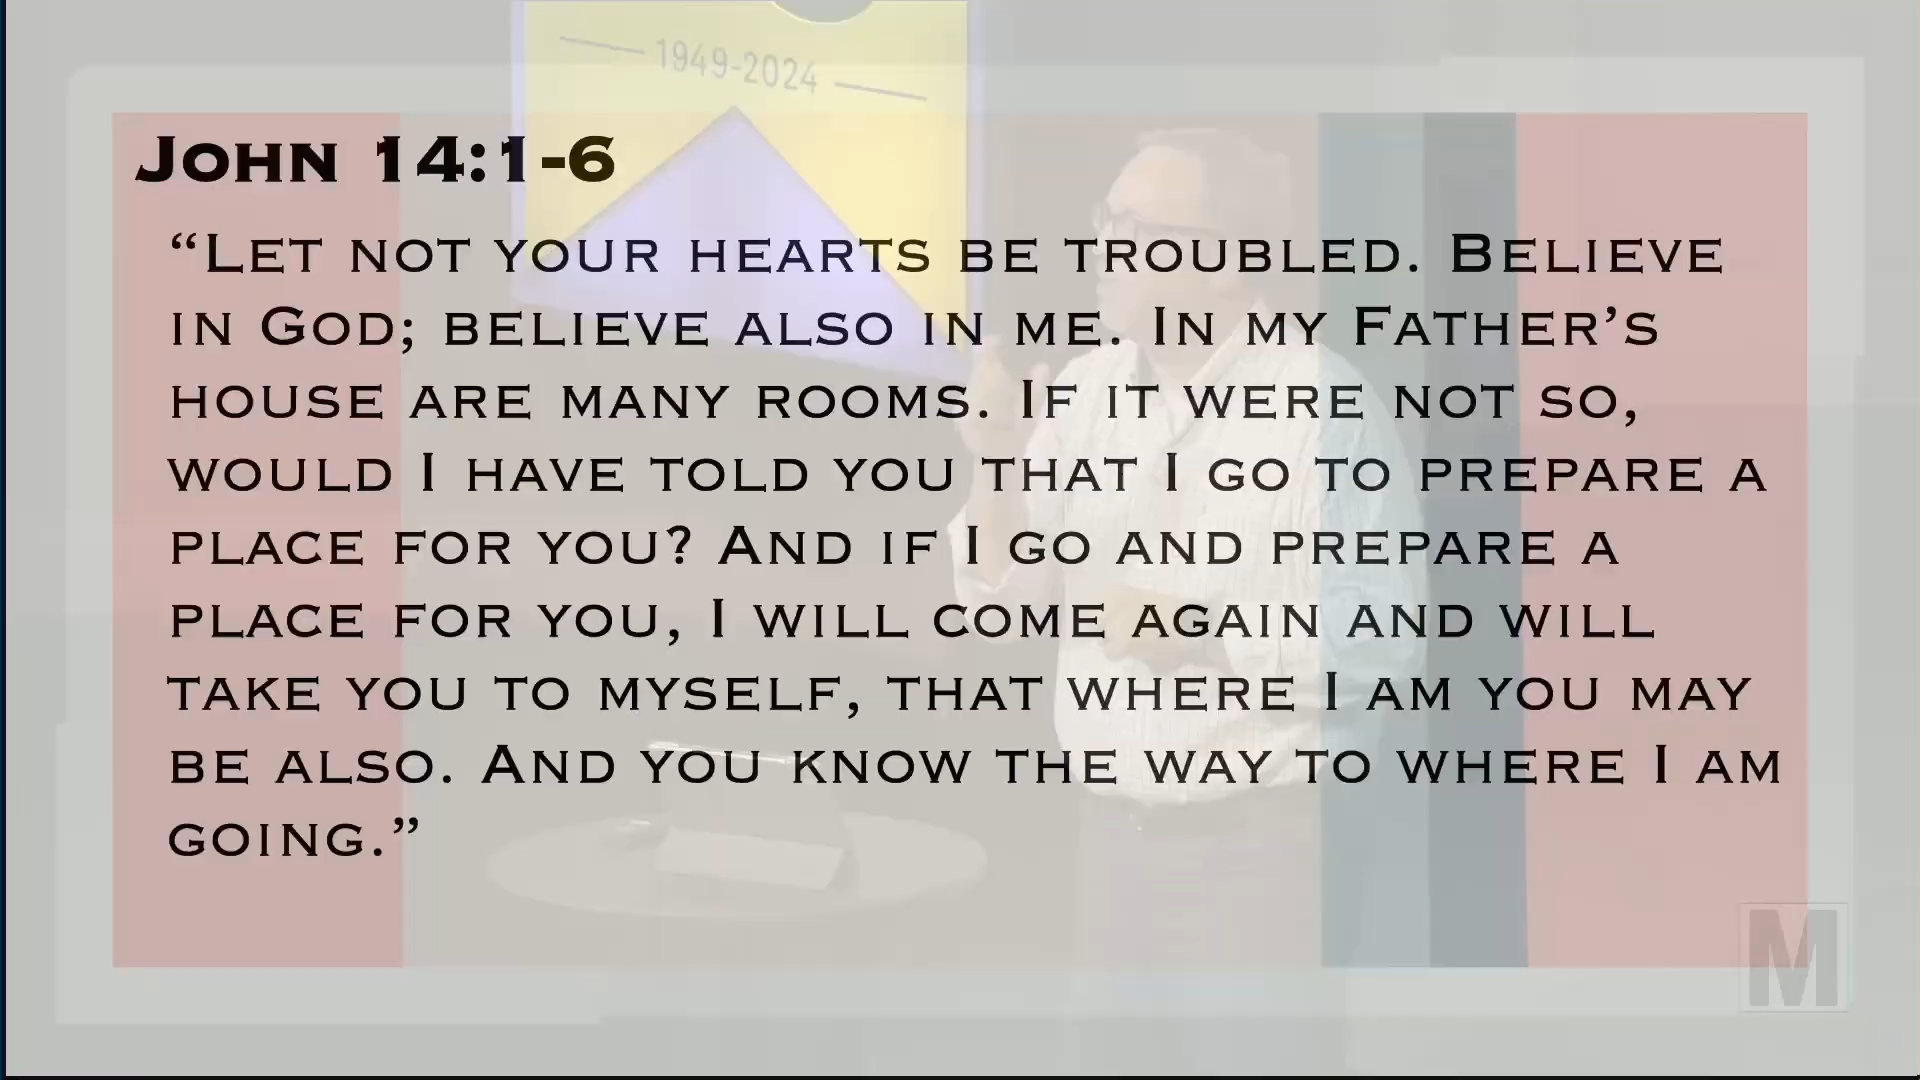 1949-2024
John 14:1-6
“Let not your hearts be troubled. Believe
in God; believe also in me. In my Father’s
house are many rooms. If it were not so,
would I have told you that I go to prepare a
place for you? And if I go and prepare a
place for you, I will come again and will
take you to myself, that where I am you may
be also. And you know the way to where I am
going.”
M